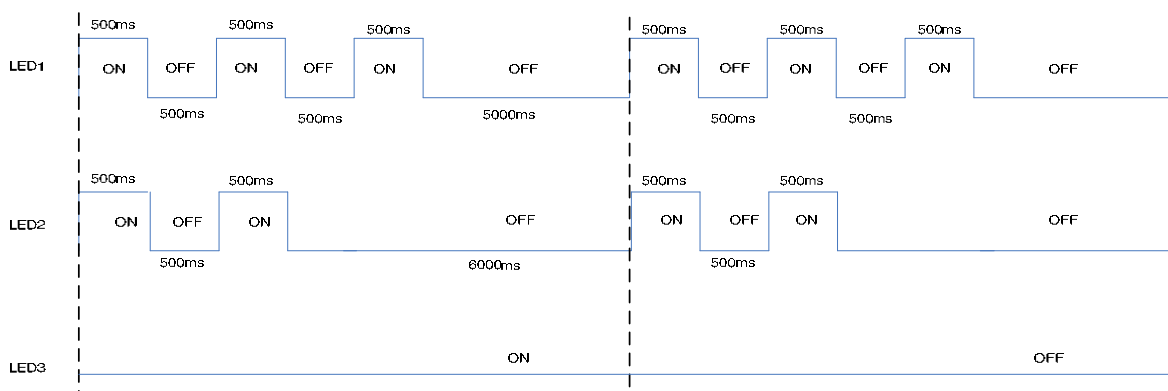 500ms 500ms 500ms 500ms 500ms 500ms
LED1 ON OFF ON OFF ON OFF ON OFF ON OFF ON OFF
500ms 500ms 5000ms 500ms 500ms
500ms 500ms 500ms 500ms
LED2 ON OFF ON OFF ON OFF ON OFF
500ms 6000ms 500ms
LED3 ON OFF